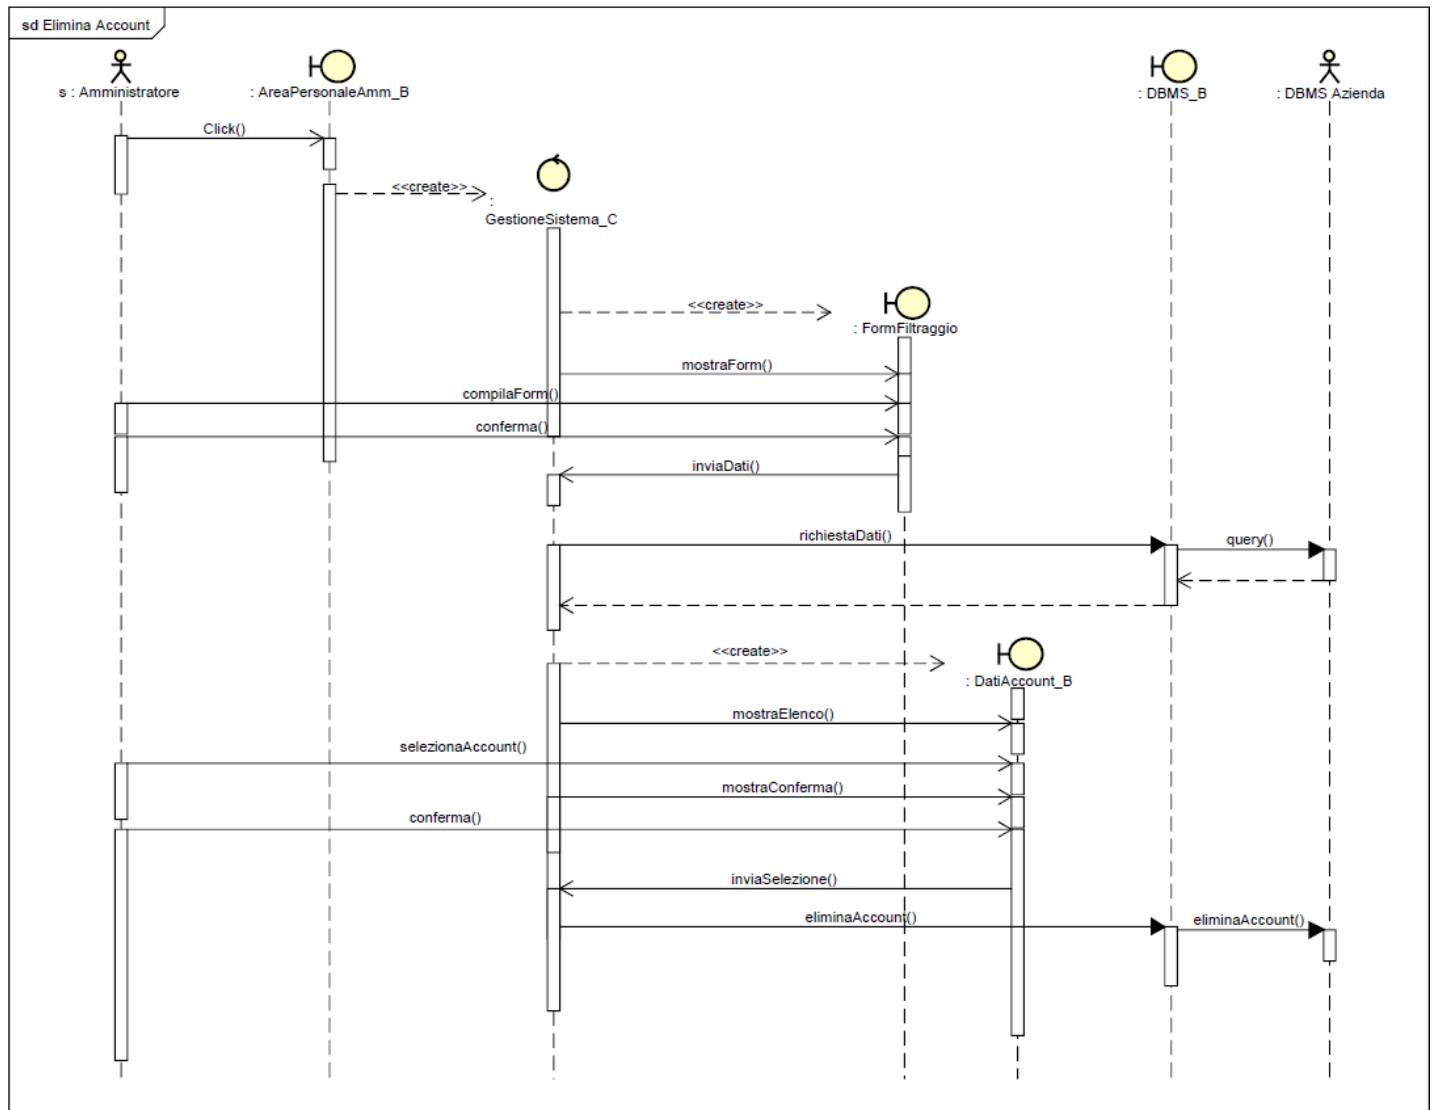 sd Elimina Account
s : Amministratore
: AreaPersonaleAmm_B
: DBMS_B
: DBMS Azienda
Click()
<<create>>
:
GestioneSistema_C
<<create>>
: FormFiltraggio
mostraForm()
compilaForm()
conferma()
inviaDati()
richiestaDati()
query()
<<create>>
: DatiAccount_B
mostraElenco()
selezionaAccount()
mostraConferma()
conferma()
inviaSelezione()
eliminaAccount()
eliminaAccount()